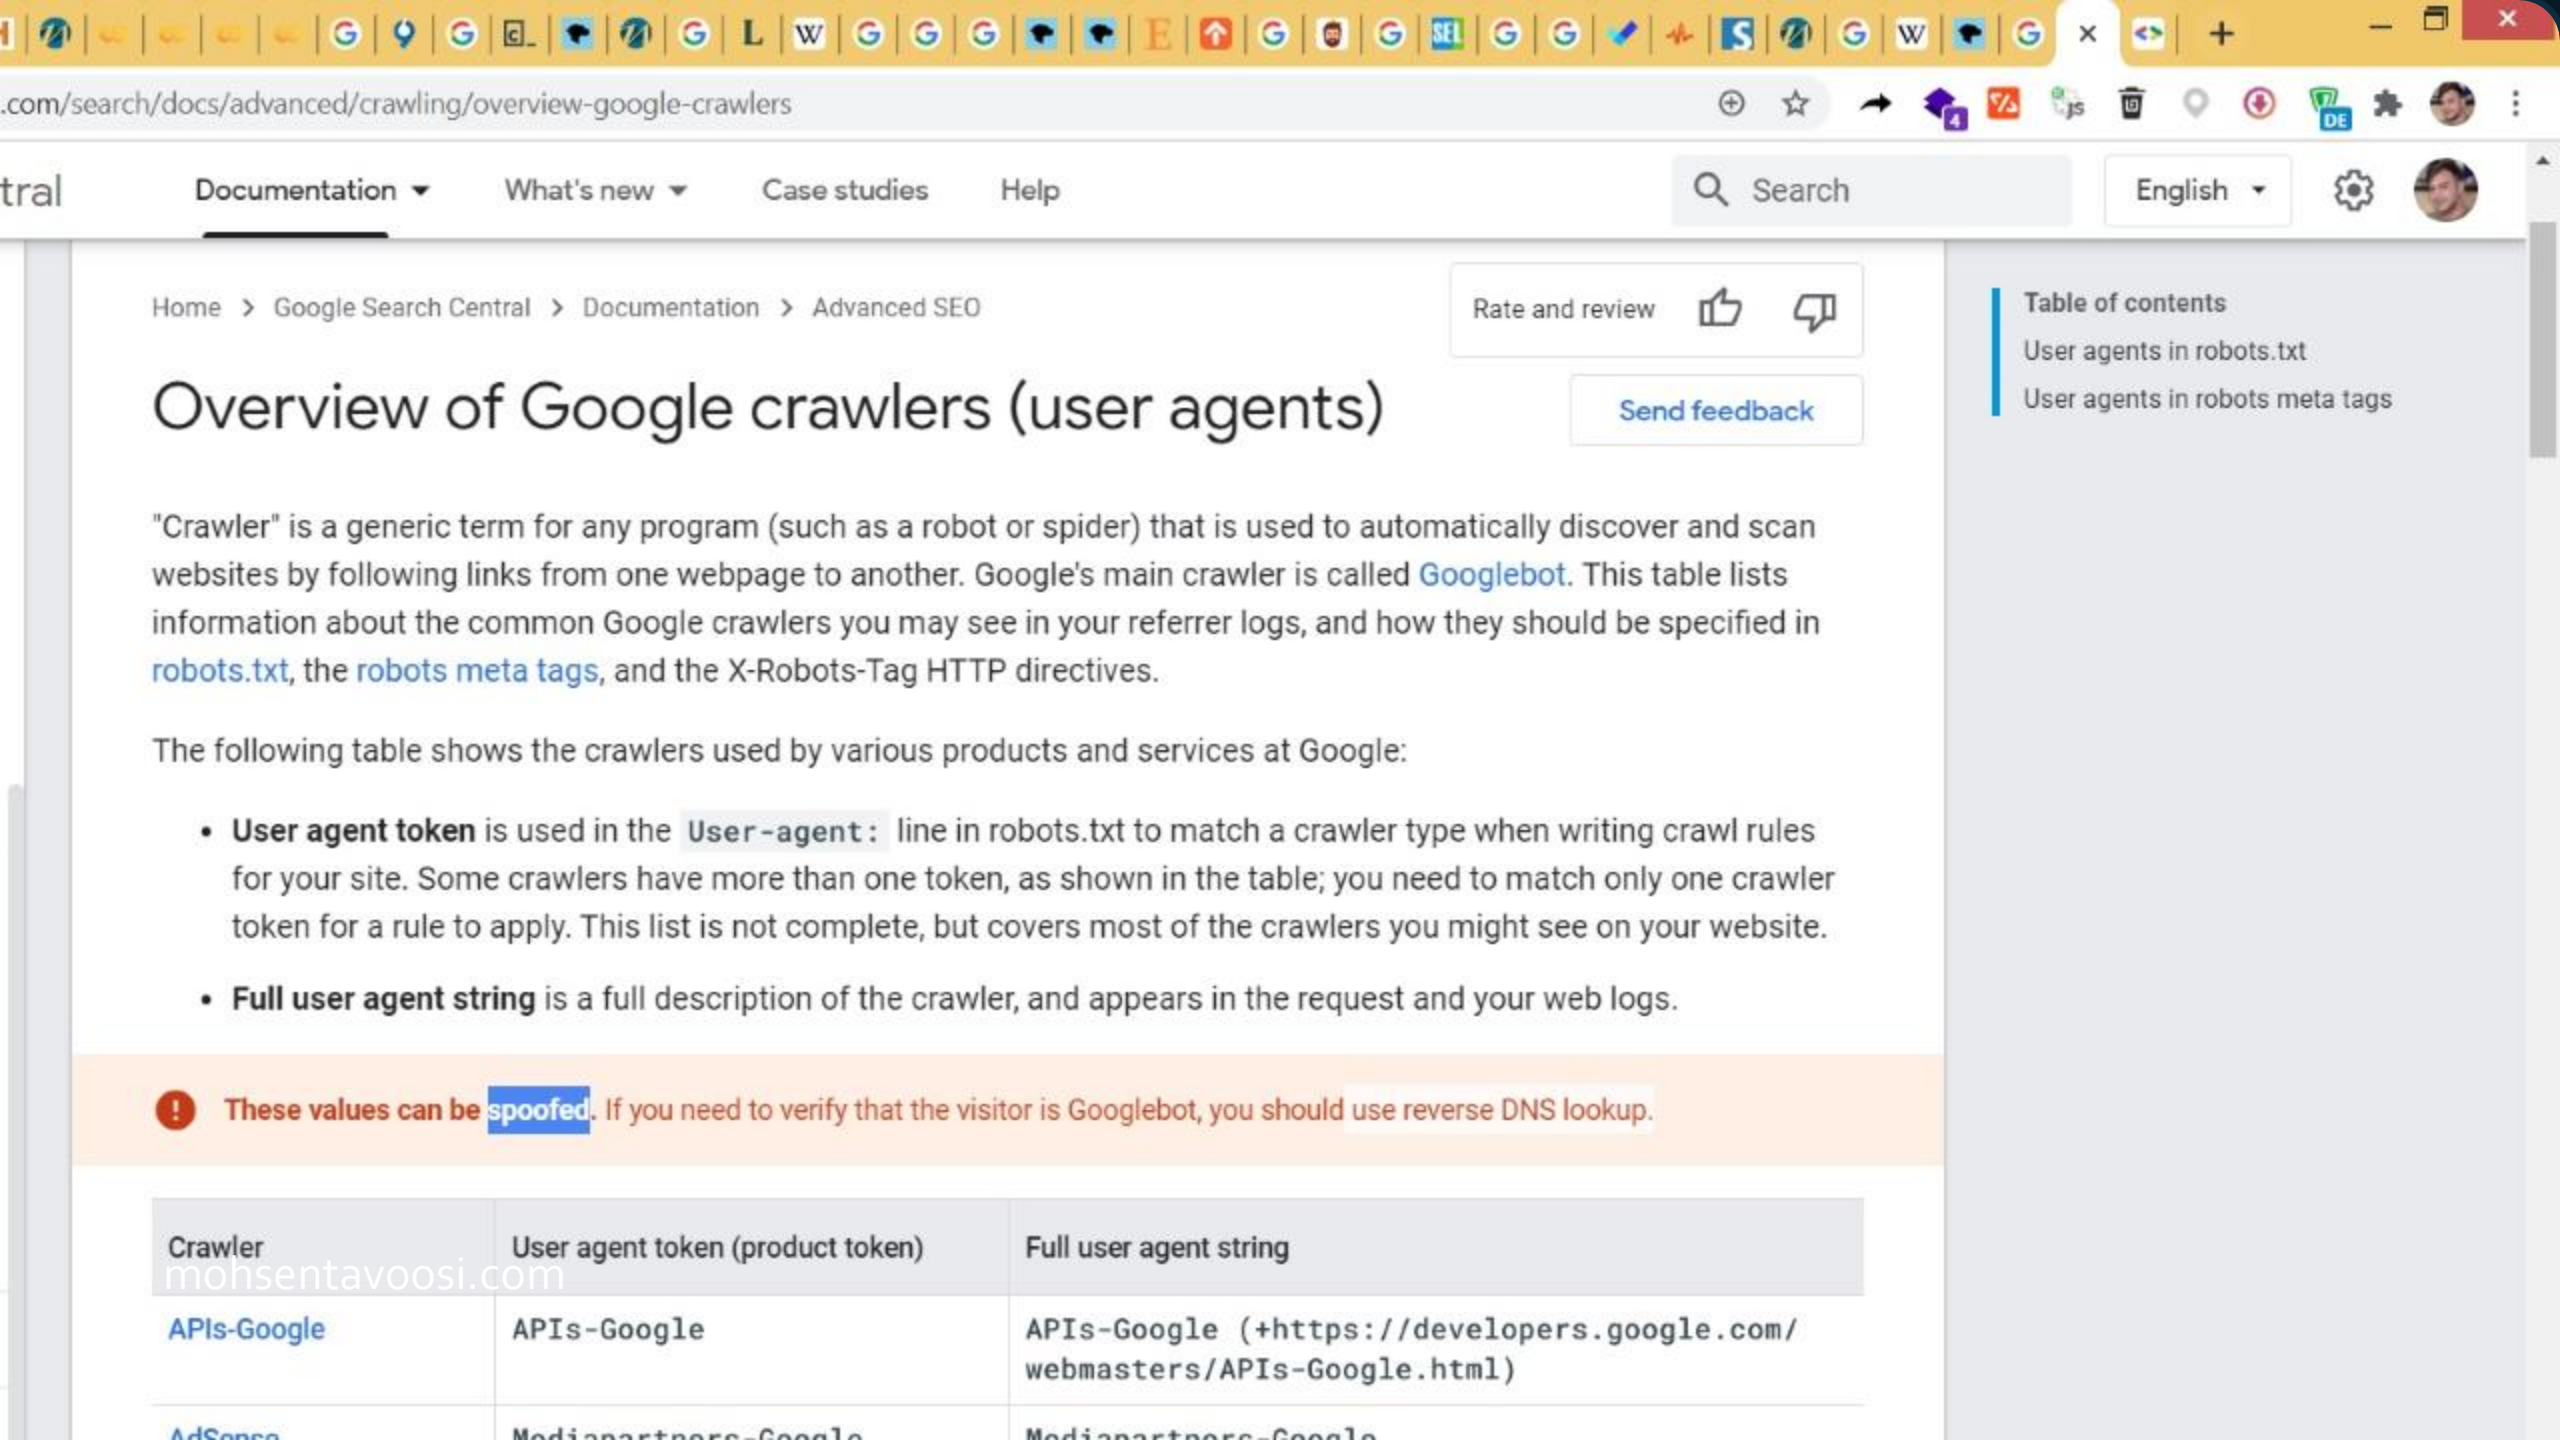 .com/search/docs/advanced/crawling/overview-google-crawlers
4
JS
DE
tral
Documentation
What's new
Case studies
Help
Search
English
Home > Google Search Central > Documentation > Advanced SEO
Rate and review
Table of contents
User agents in robots.txt
User agents in robots meta tags
Overview of Google crawlers (user agents)
Send feedback
"Crawler" is a generic term for any program (such as a robot or spider) that is used to automatically discover and scan
websites by following links from one webpage to another. Google's main crawler is called Googlebot. This table lists
information about the common Google crawlers you may see in your referrer logs, and how they should be specified in
robots.txt, the robots meta tags, and the X-Robots-Tag HTTP directives.
The following table shows the crawlers used by various products and services at Google:
• User agent token is used in the User-agent: line in robots.txt to match a crawler type when writing crawl rules
for your site. Some crawlers have more than one token, as shown in the table; you need to match only one crawler
token for a rule to apply. This list is not complete, but covers most of the crawlers you might see on your website.
• Full user agent string is a full description of the crawler, and appears in the request and your web logs.
These values can be spoofed. If you need to verify that the visitor is Googlebot, you should use reverse DNS lookup.
Crawler User agent token (product token) Full user agent string
mohsentavoosi.com
APIs-Google APIs-Google APIs-Google (+https://developers.google.com/
webmasters/APIs-Google.html)
AdSense Mediapartners-Google Mediapartners-Google